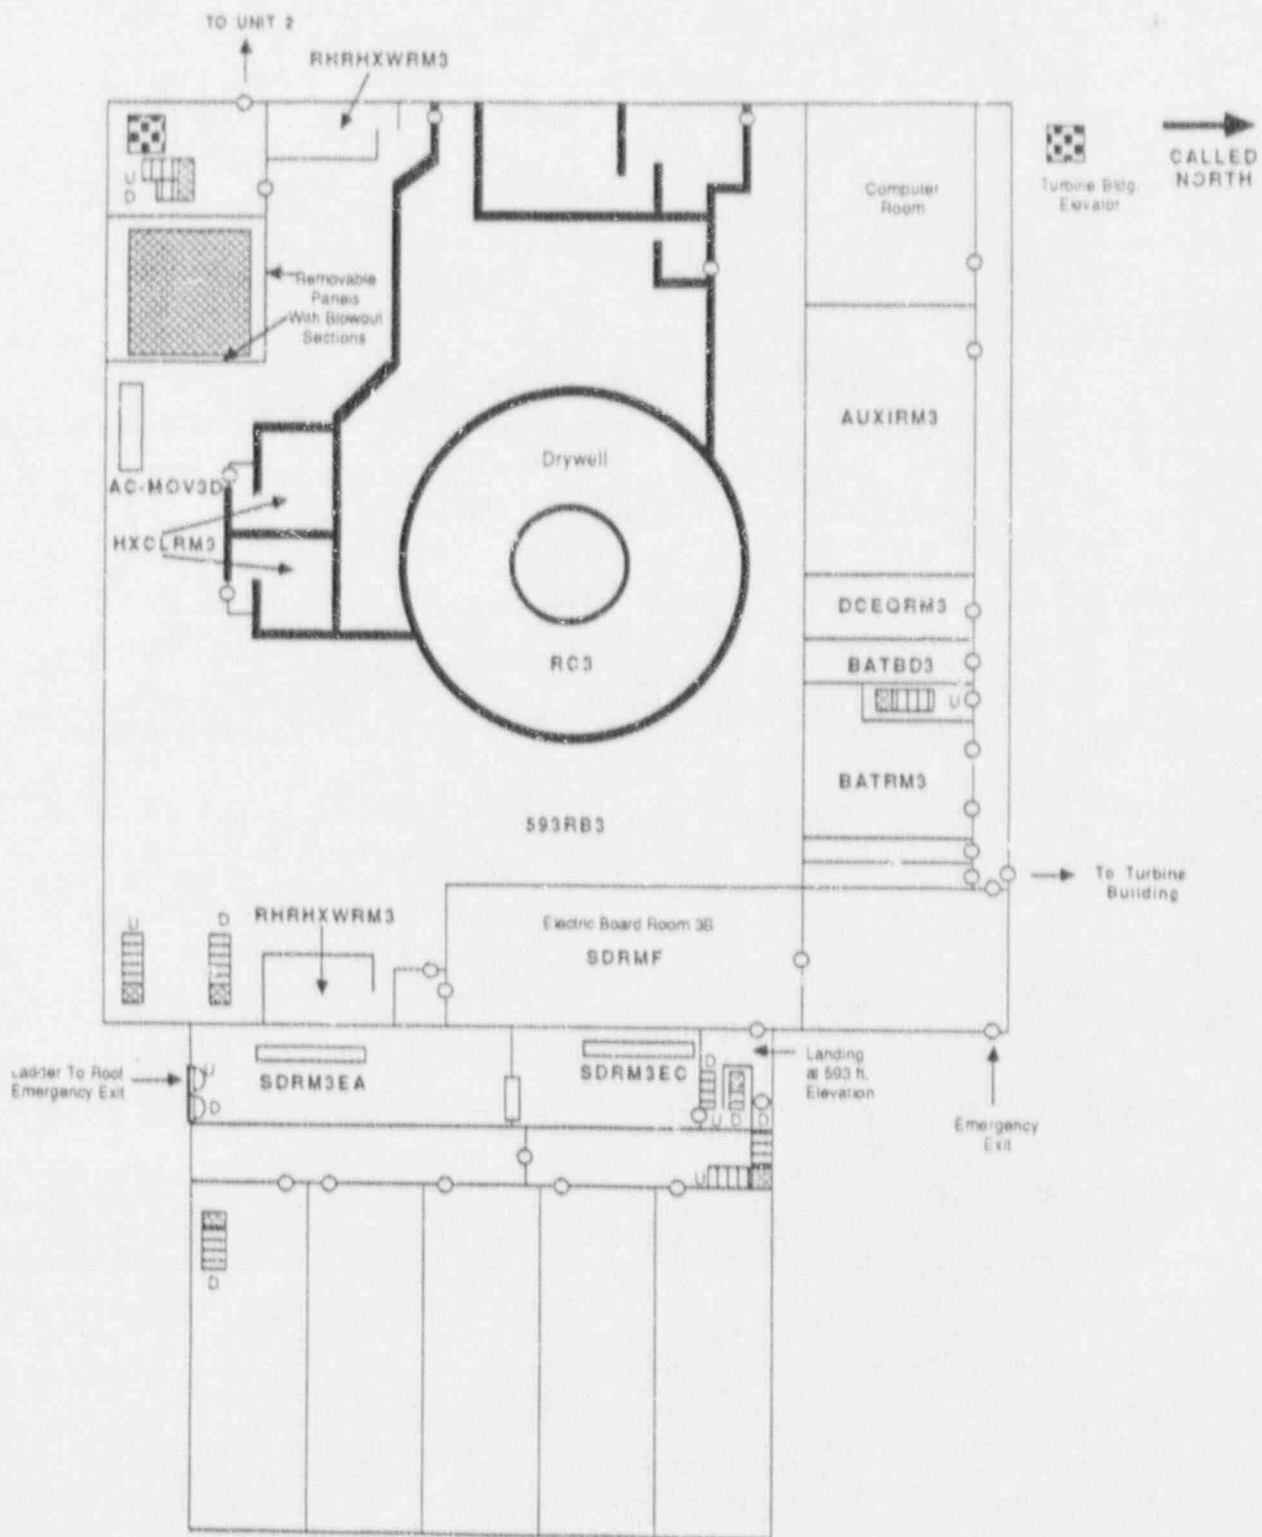 TO UNIT 2
RHRHXWRM3
CALLED
NORTH
Turbine Bldg.
Elevator
Computer
Room
U
D
Removable
Panels
With Blowout
Sections
AUXIRM3
Drywell
AC-MOV3D
HXCLRM3
DCEQRM3
RC3
BATBD3
U
BATRM3
593RB3
To Turbine
Building
RHRHXWRM3
U
D
Electric Board Room 3B
SDRMF
Ladder To Roof
Emergency Exit
U
D
SDRM3EA
SDRM3EC
D
Landing
at 593 ft.
Elevation
U
D
D
Emergency
Exit
U
D